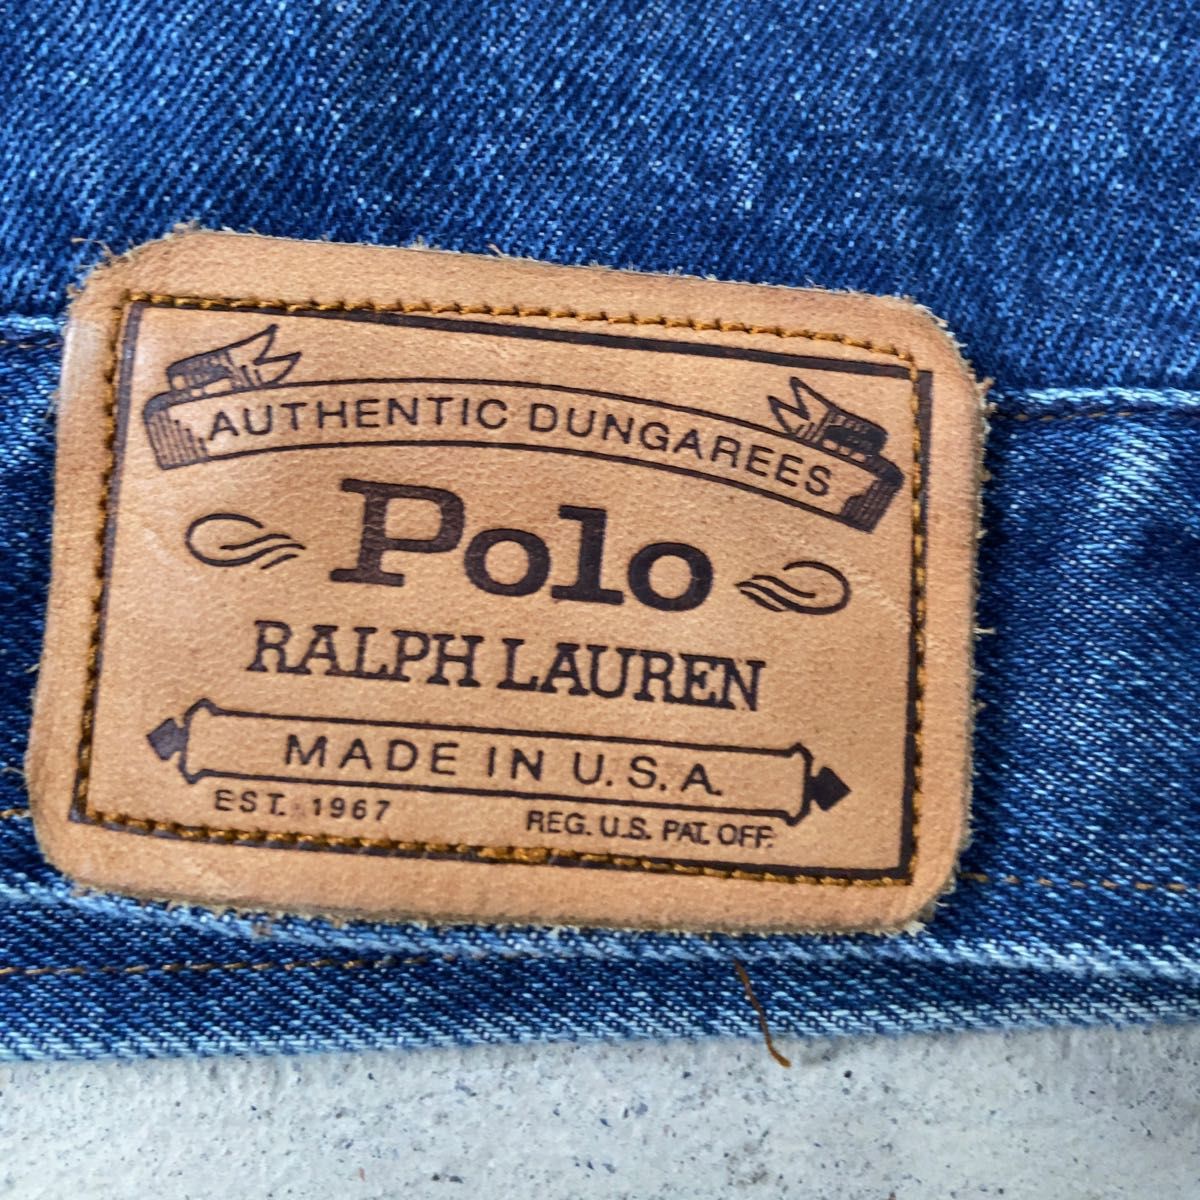 AUTHENTIC DUNGAREES
Polo
RALPH LAUREN
MADE IN U.S.A.
EST. 1967 REG. U.S. PAT. OFF.